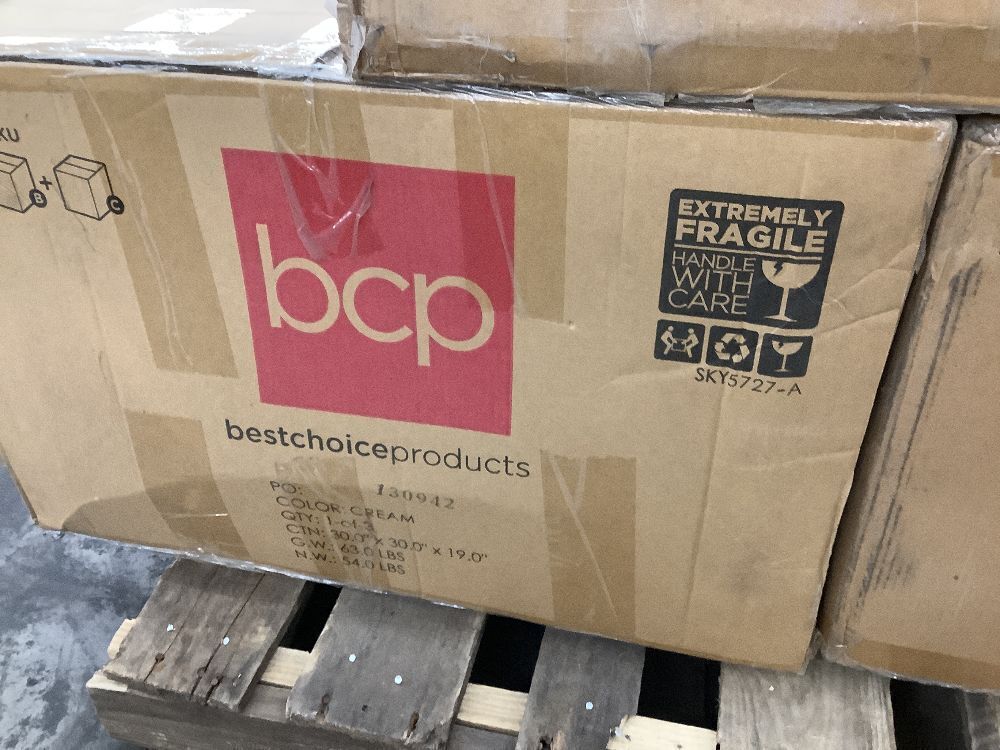 KU
B + C
bcp
bestchoiceproducts
PO: 130942
COLOR: CREAM
QTY: 1-of-3
CTN: 30.0" x 30.0" x 19.0"
G.W.: 63.0 LBS
N.W.: 54.0 LBS
EXTREMELY
FRAGILE
HANDLE
WITH
CARE
SKY5727-A